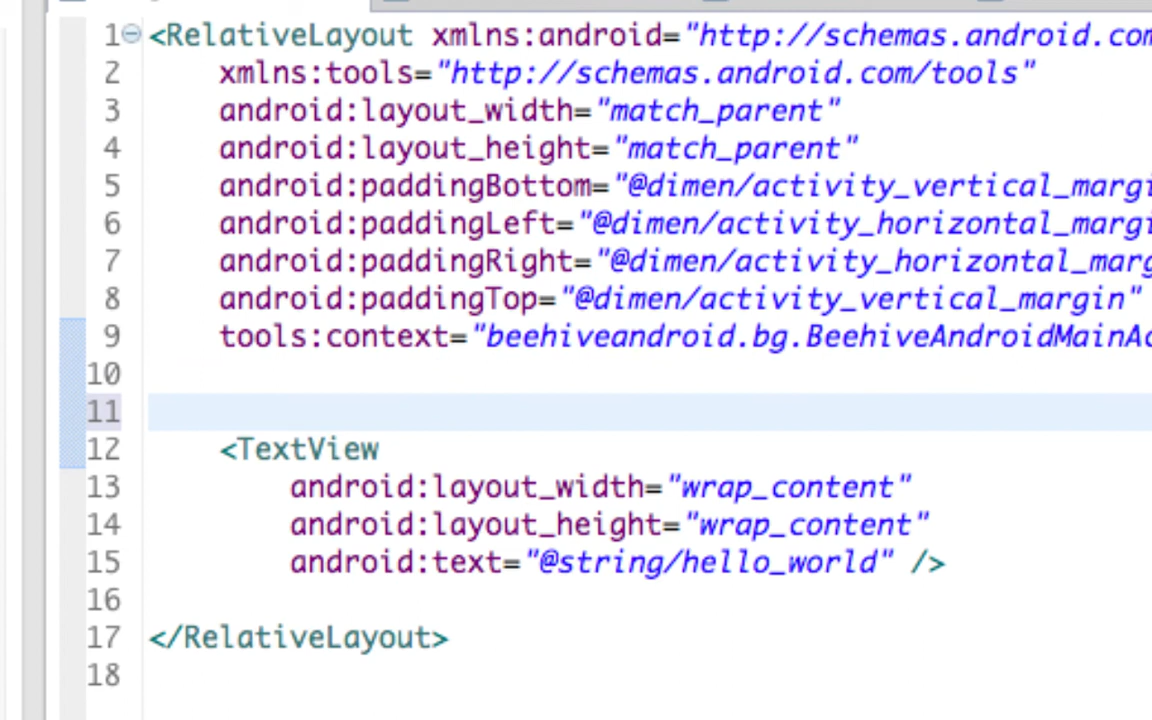 1 <RelativeLayout xmlns:android="http://schemas.android.com
2 xmlns:tools="http://schemas.android.com/tools"
3 android:layout_width="match_parent"
4 android:layout_height="match_parent"
5 android:paddingBottom="@dimen/activity_vertical_margi
6 android:paddingLeft="@dimen/activity_horizontal_margi
7 android:paddingRight="@dimen/activity_horizontal_marg
8 android:paddingTop="@dimen/activity_vertical_margin"
9 tools:context="beehiveandroid.bg.BeehiveAndroidMainAc
10
11
12 <TextView
13 android:layout_width="wrap_content"
14 android:layout_height="wrap_content"
15 android:text="@string/hello_world" />
16
17 </RelativeLayout>
18